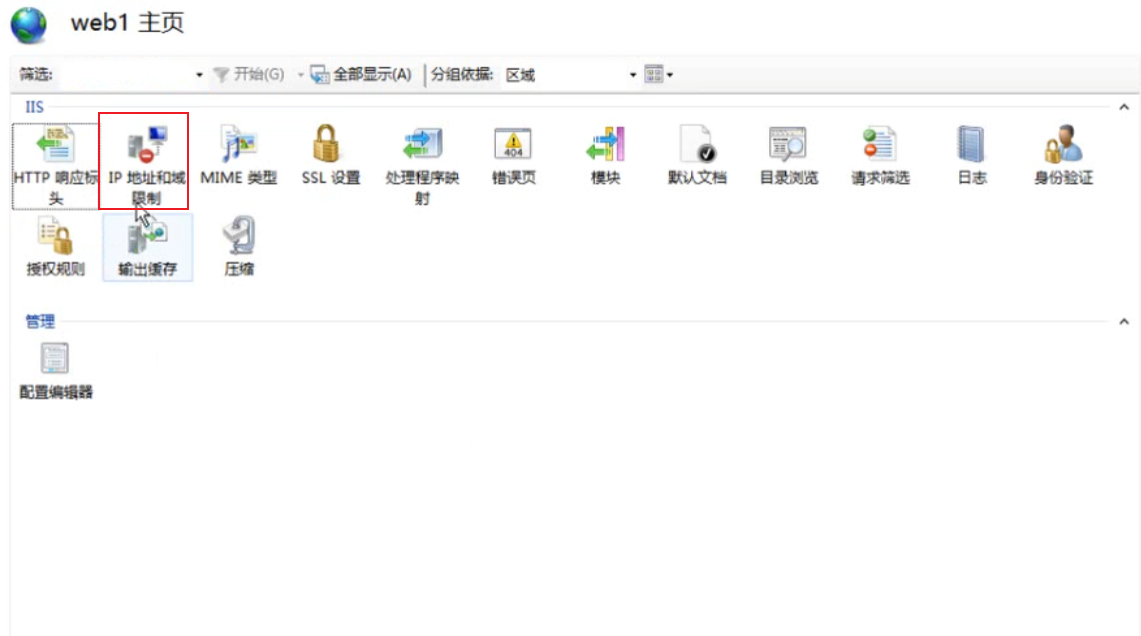 web1 主页
筛选: 开始(G) 全部显示(A) 分组依据: 区域
IIS
HTTP 响应标头
IP 地址和域限制
MIME 类型
SSL 设置
处理程序映射
404
错误页
模块
默认文档
目录浏览
请求筛选
日志
身份验证
授权规则
输出缓存
压缩
管理
配置编辑器